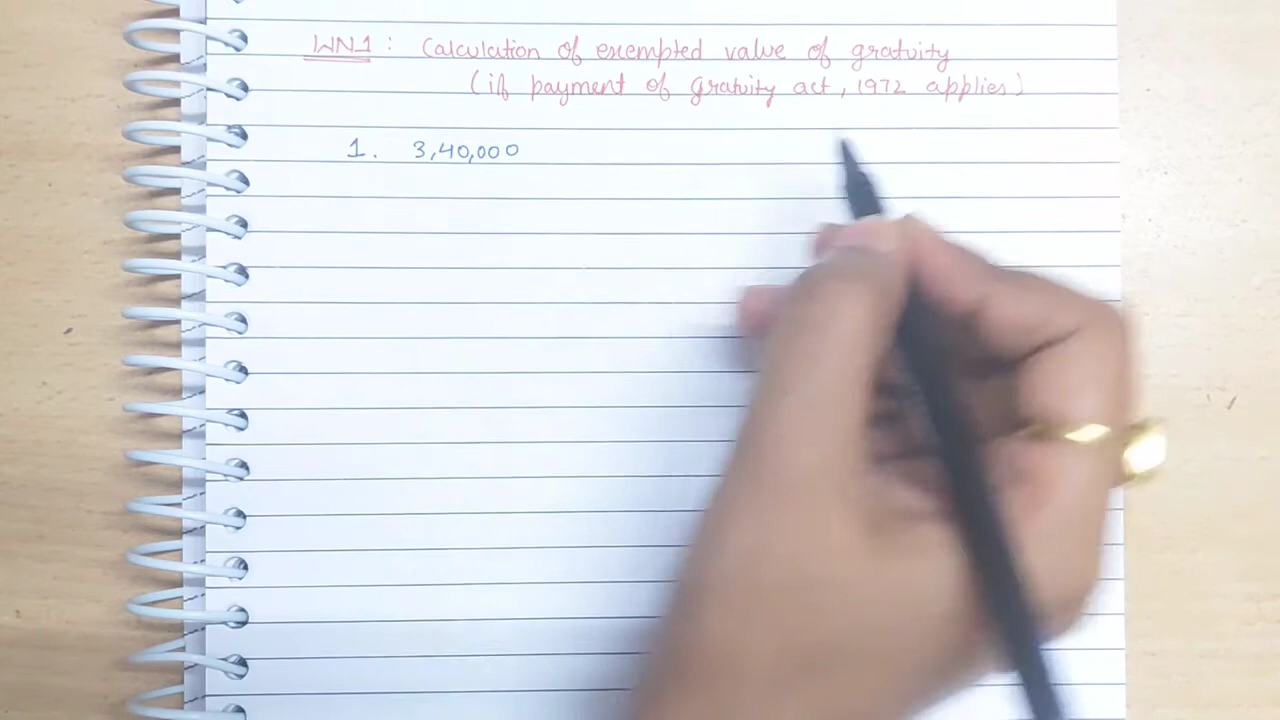 WN1 : Calculation of exempted value of gratuity
(if payment of gratuity act, 1972 applies)
1. 3,40,000